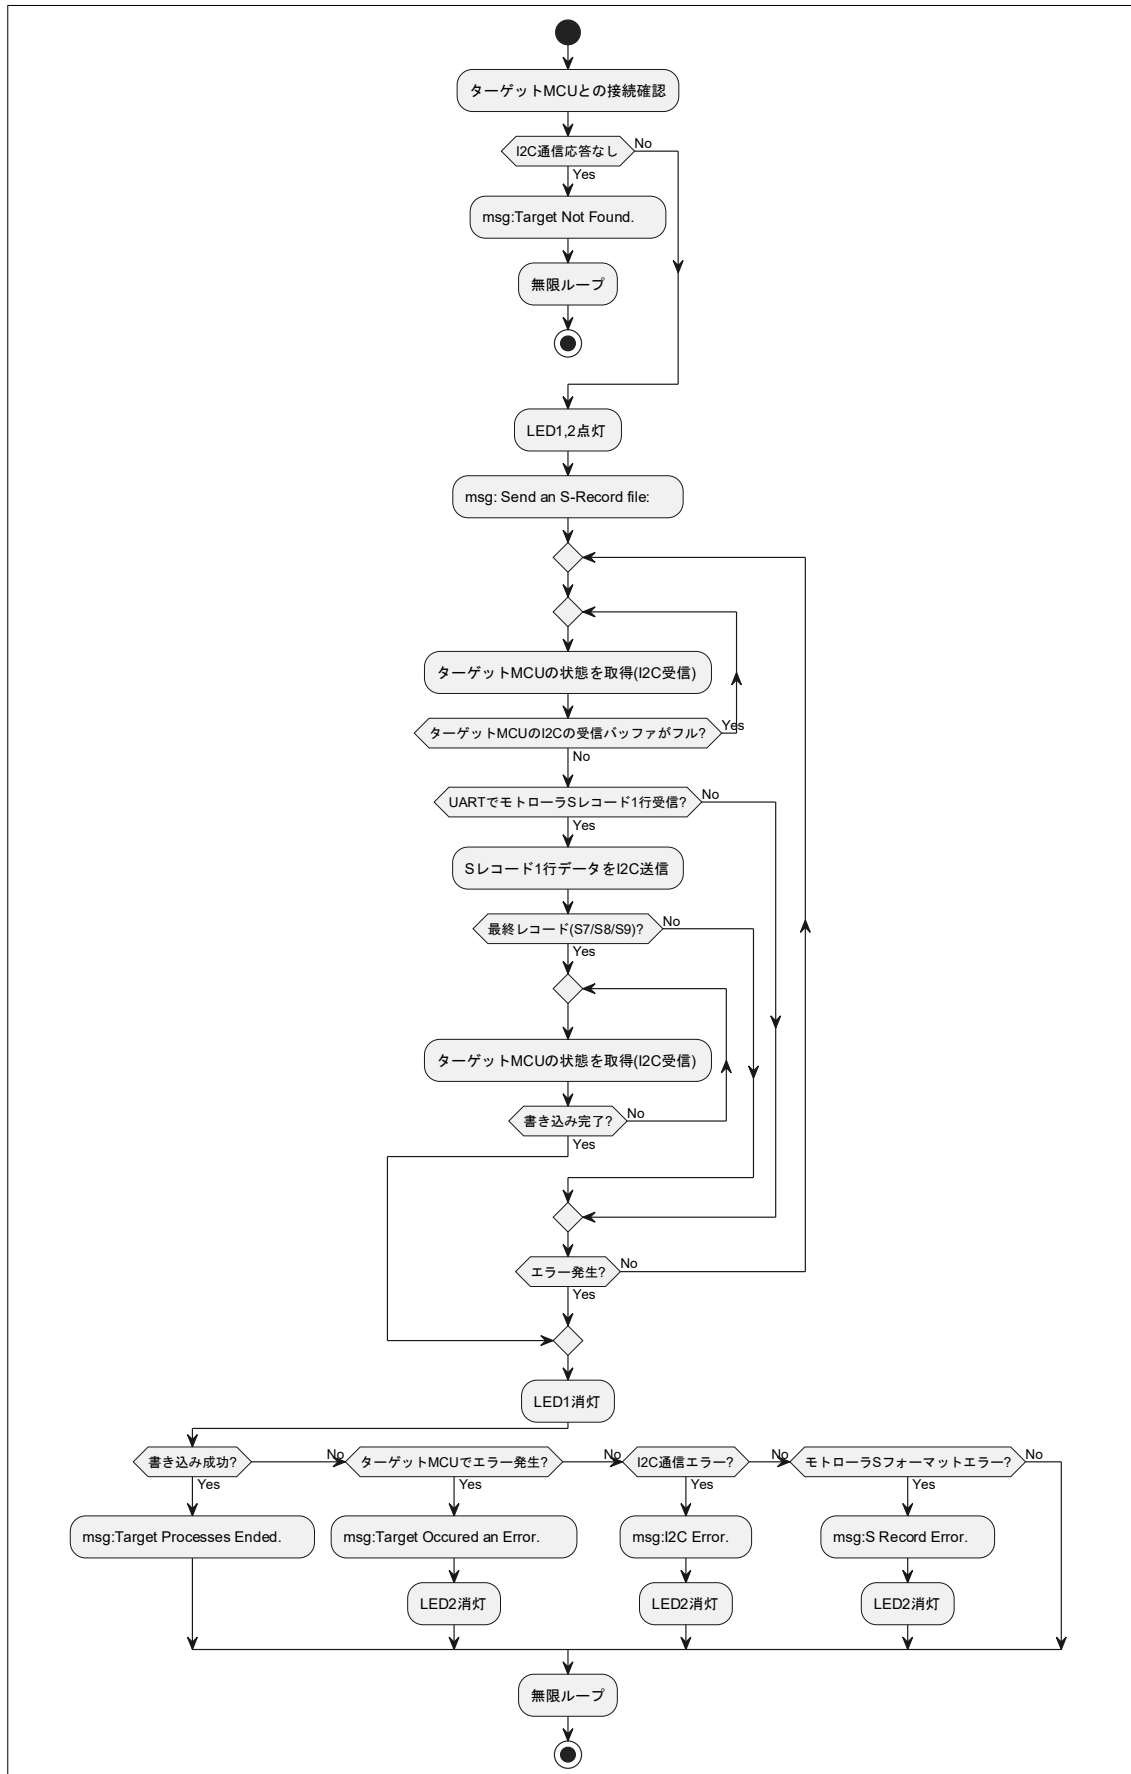 ターゲットMCUとの接続確認
I2C通信応答なし
No
Yes
msg:Target Not Found.
無限ループ
LED1,2点灯
msg: Send an S-Record file:
ターゲットMCUの状態を取得(I2C受信)
ターゲットMCUのI2Cの受信バッファがフル?
Yes
No
UARTでモトローラSレコード1行受信?
No
Yes
Sレコード1行データをI2C送信
最終レコード(S7/S8/S9)?
No
Yes
ターゲットMCUの状態を取得(I2C受信)
書き込み完了?
No
Yes
エラー発生?
No
Yes
LED1消灯
書き込み成功?
No
ターゲットMCUでエラー発生?
No
I2C通信エラー?
No
モトローラSフォーマットエラー?
No
Yes
Yes
Yes
Yes
msg:Target Processes Ended.
msg:Target Occured an Error.
msg:I2C Error.
msg:S Record Error.
LED2消灯
LED2消灯
LED2消灯
無限ループ